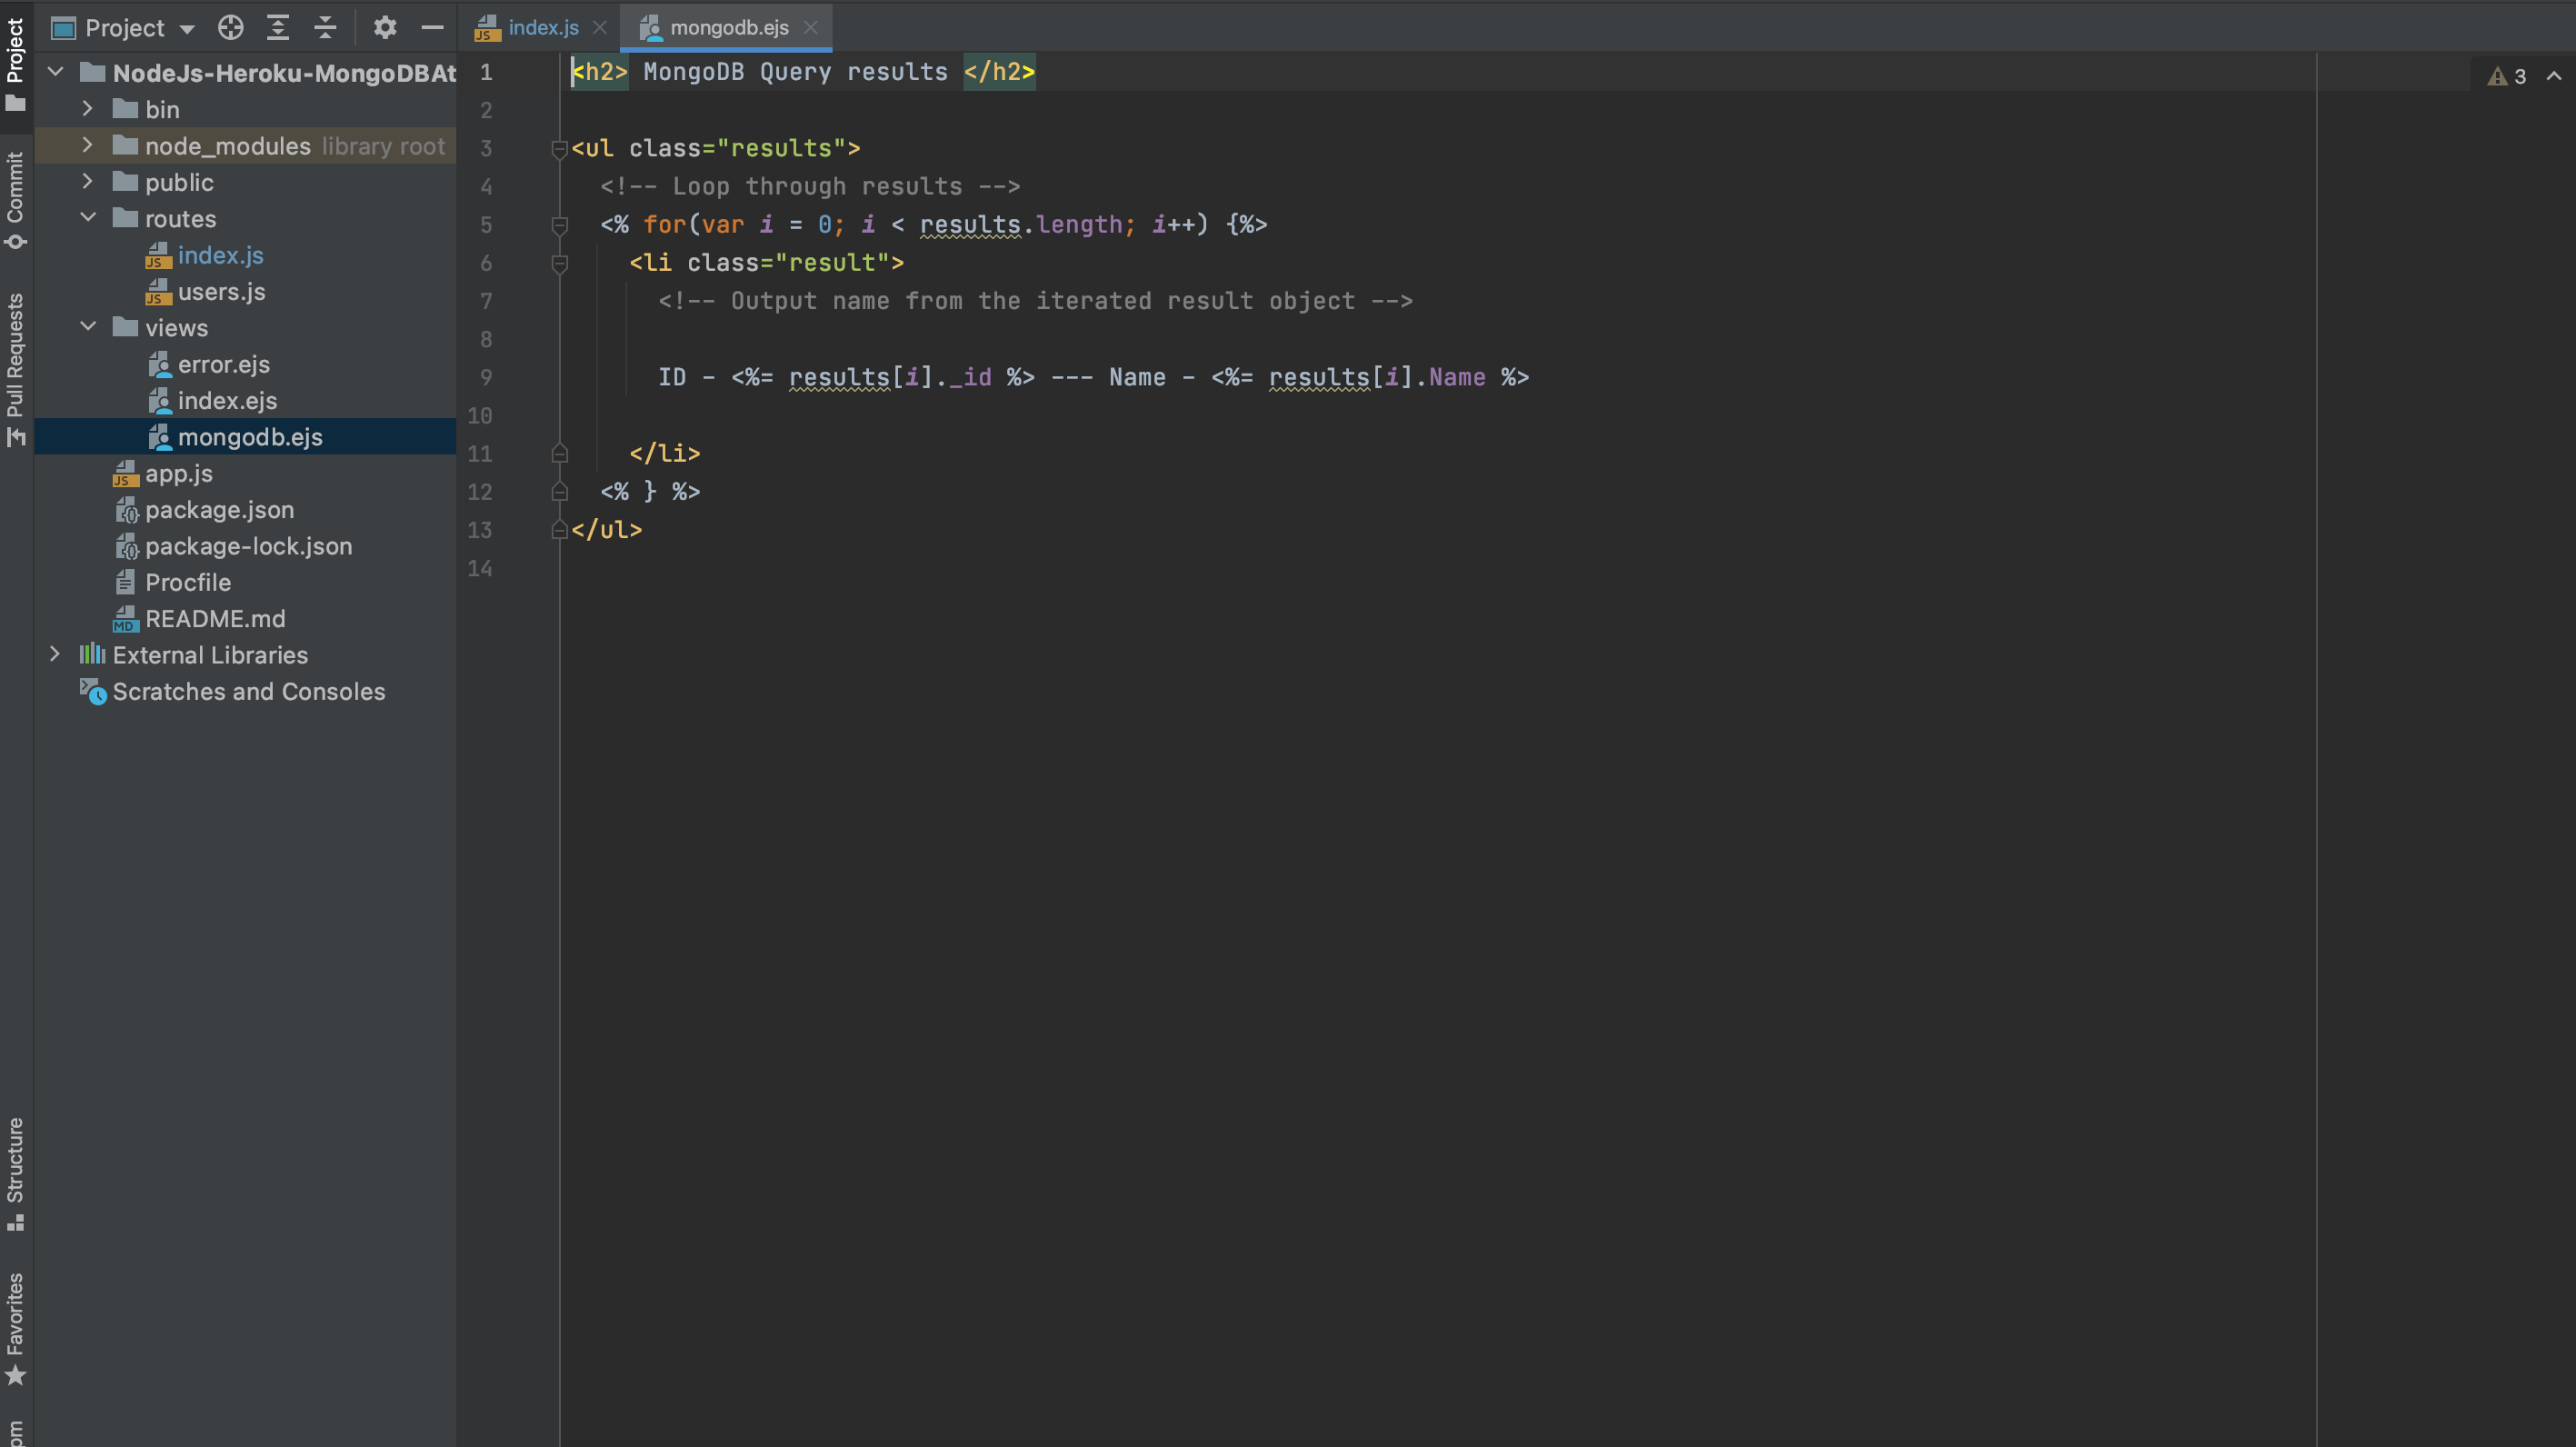 Project
index.js
mongodb.ejs
Project
Commit
Pull Requests
Structure
Favorites
NodeJs-Heroku-MongoDBAt
bin
node_modules library root
public
routes
index.js
users.js
views
error.ejs
index.ejs
mongodb.ejs
app.js
package.json
package-lock.json
Procfile
README.md
External Libraries
Scratches and Consoles
1 <h2> MongoDB Query results </h2>
3
2
3 <ul class="results">
4 <!-- Loop through results -->
5 <% for(var i = 0; i < results.length; i++) {%>
6 <li class="result">
7 <!-- Output name from the iterated result object -->
8
9 ID - <%= results[i]._id %> --- Name - <%= results[i].Name %>
10
11 </li>
12 <% } %>
13 </ul>
14